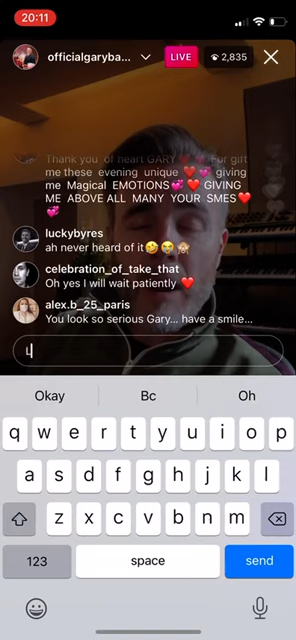 20:11
officialgaryba...
LIVE
2,835
Thank you of heart GARY❤️💕.For girt
me these evening unique ❤️💕 giving
me Magical EMOTIONS💞❤️GIVING
ME ABOVE ALL MANY YOUR SMES❤️
💞
luckybyres
ah never heard of it🤣😭🙈
celebration_of_take_that
Oh yes I will wait patiently ❤️
alex.b_25_paris
You look so serious Gary... have a smile...
Okay Bc Oh
q w e r t y u i o p
a s d f g h j k l
z x c v b n m
123 space send